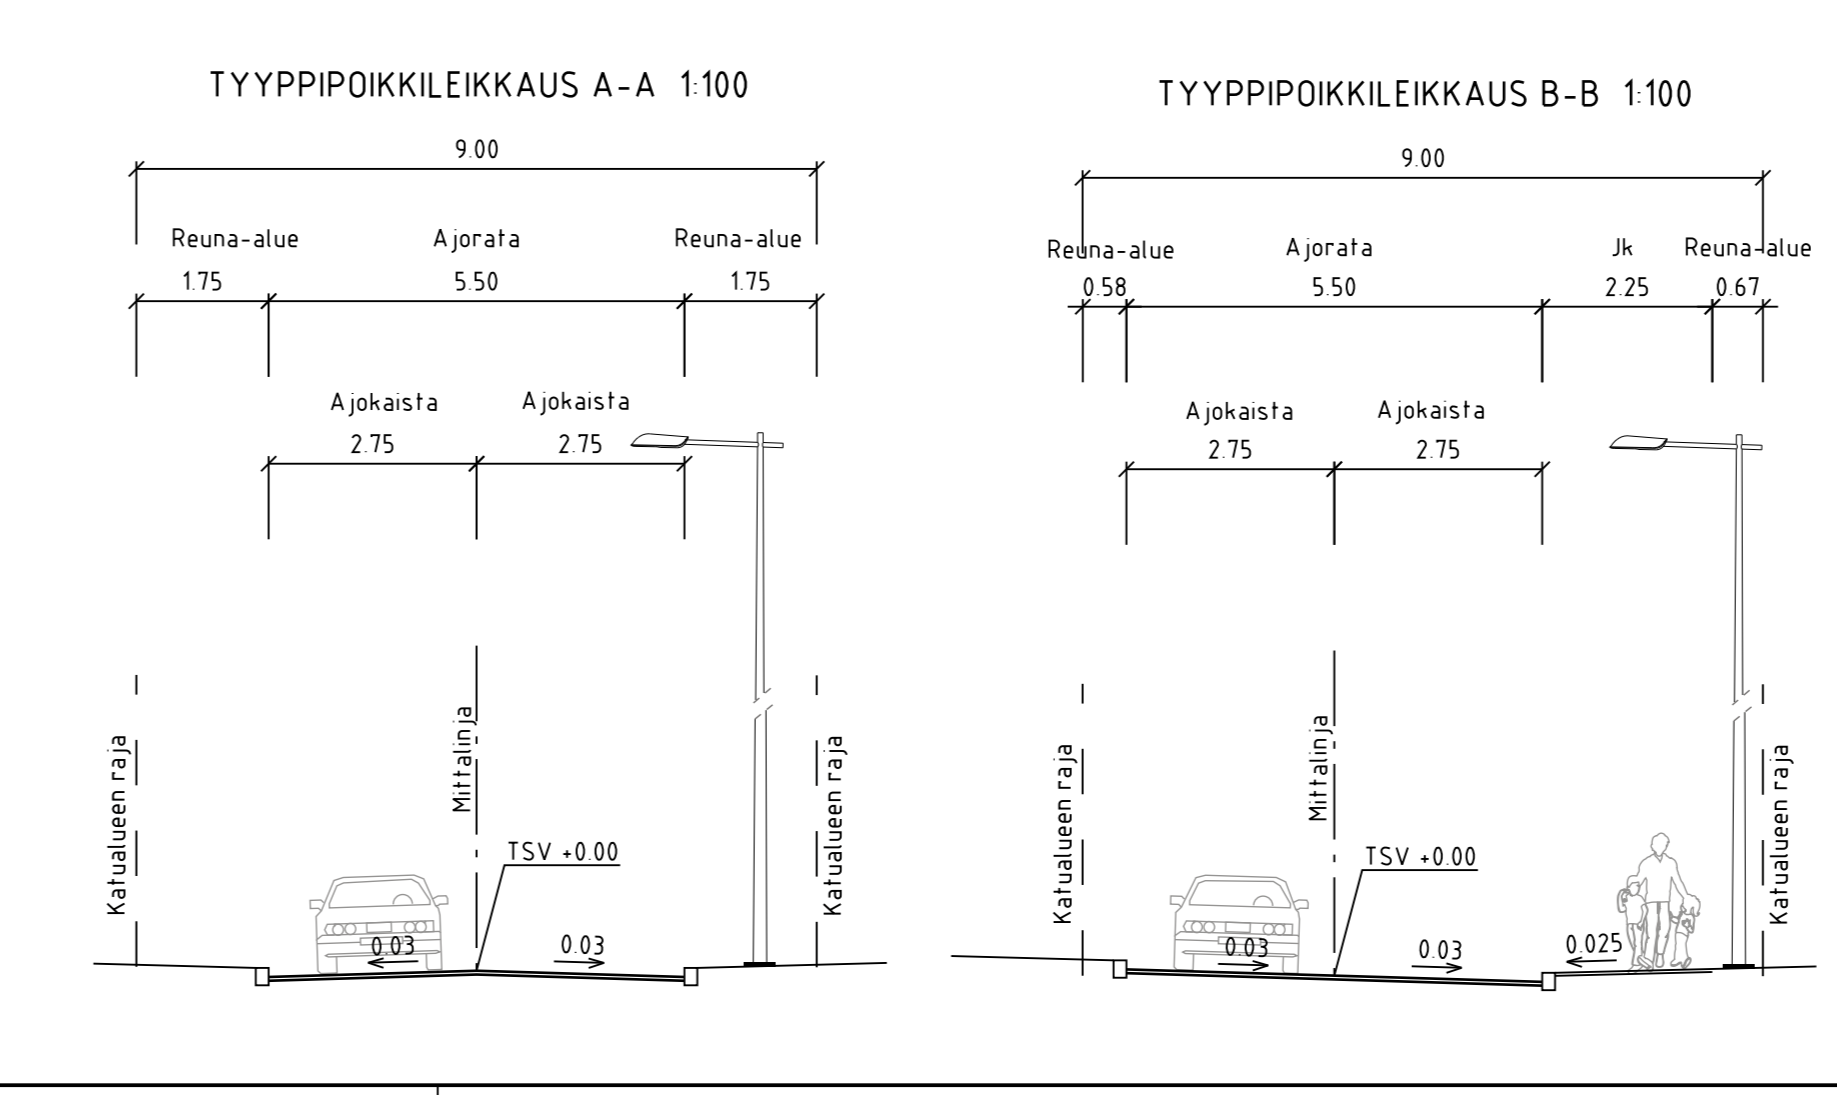 TYYPPIPOIKKILEIKKAUS A-A 1:100
9.00
Reuna-alue Ajorata Reuna-alue
1.75 5.50 1.75
Ajokaista Ajokaista
2.75 2.75
Katualueen raja
Mittalinja
Katualueen raja
TSV +0.00
0.03 0.03
TYYPPIPOIKKILEIKKAUS B-B 1:100
9.00
Reuna-alue Ajorata Jk Reuna-alue
0.58 5.50 2.25 0.67
Ajokaista Ajokaista
2.75 2.75
Katualueen raja
Mittalinja
Katualueen raja
TSV +0.00
0.03 0.03 0.025